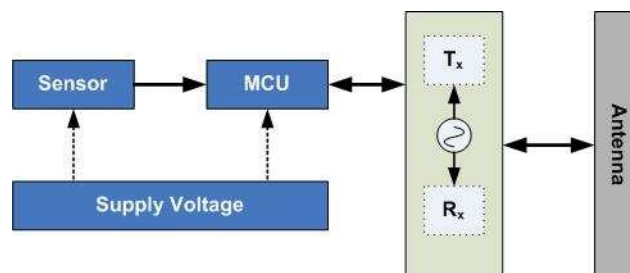 Sensor
MCU
Tx
Rx
Supply Voltage
Antenna